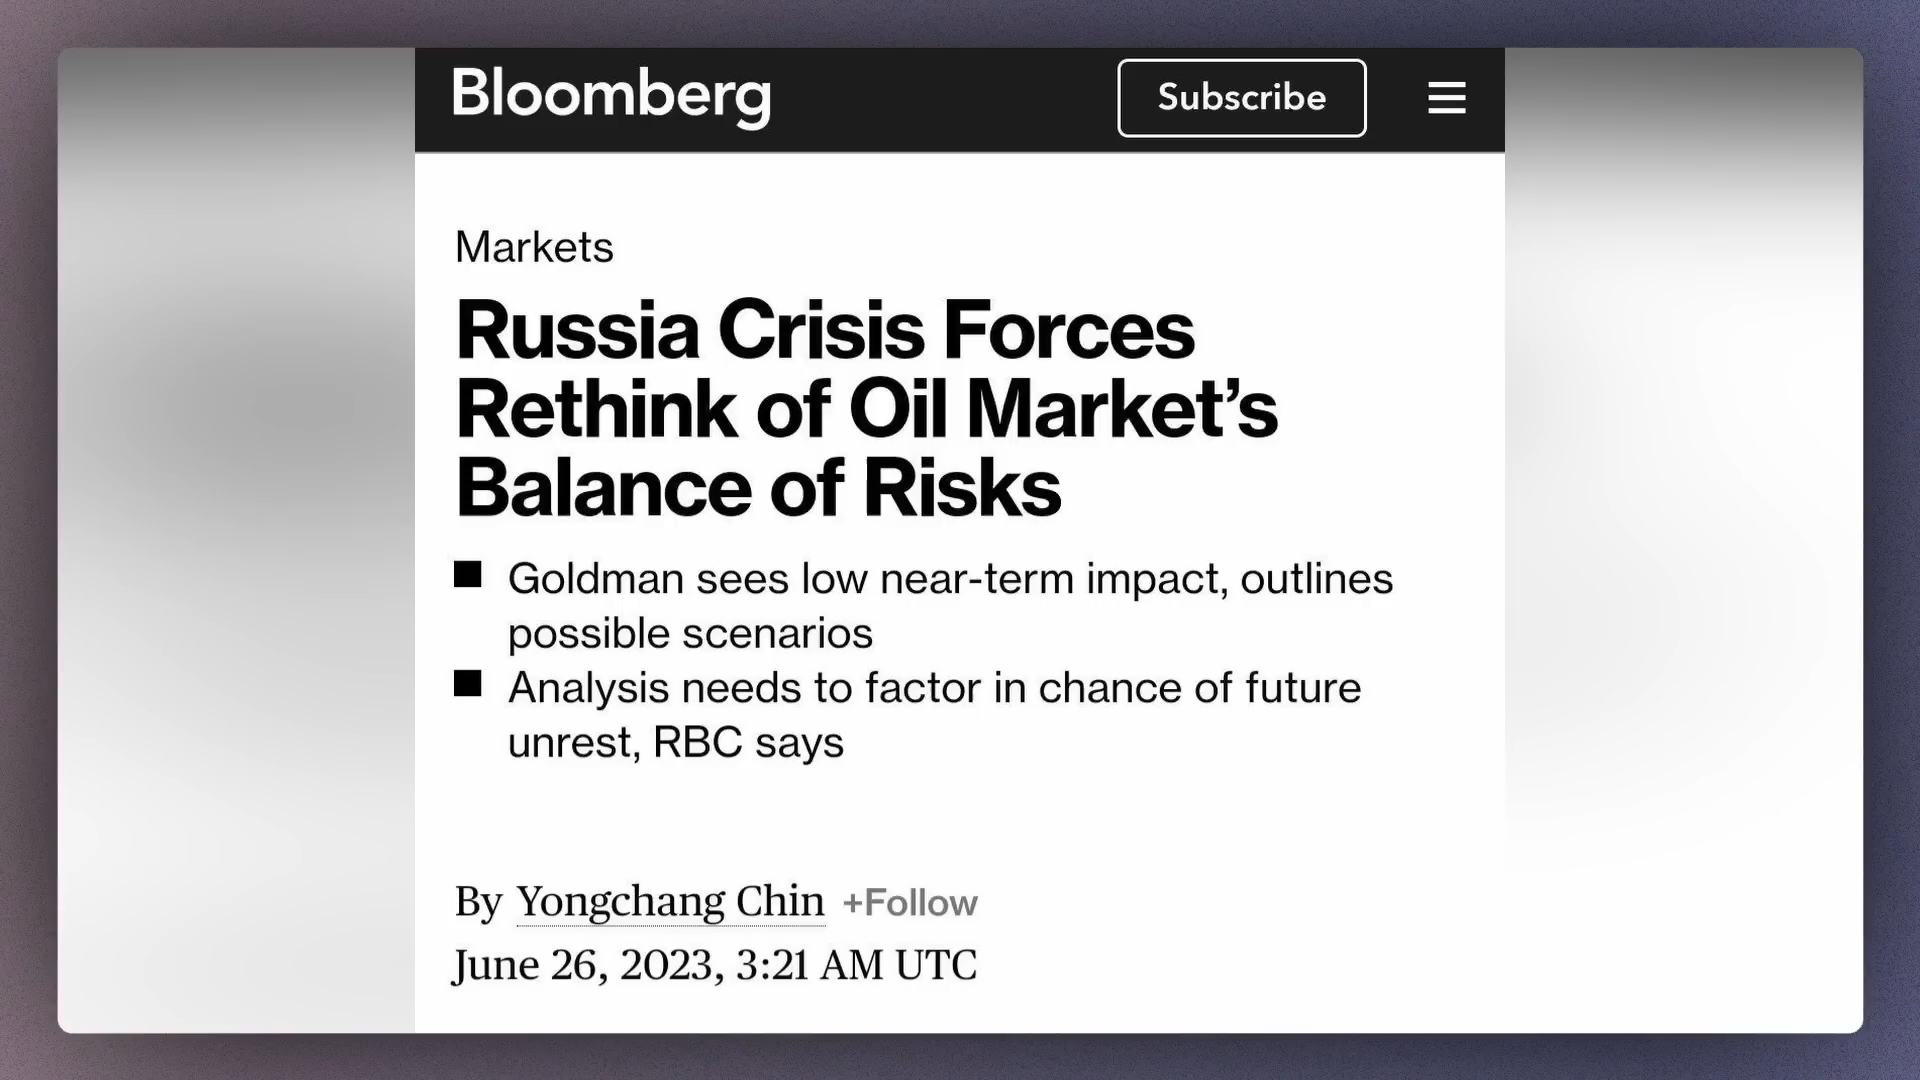 Bloomberg
Subscribe
Markets
Russia Crisis Forces
Rethink of Oil Market’s
Balance of Risks
Goldman sees low near-term impact, outlines
possible scenarios
Analysis needs to factor in chance of future
unrest, RBC says
By Yongchang Chin +Follow
June 26, 2023, 3:21 AM UTC